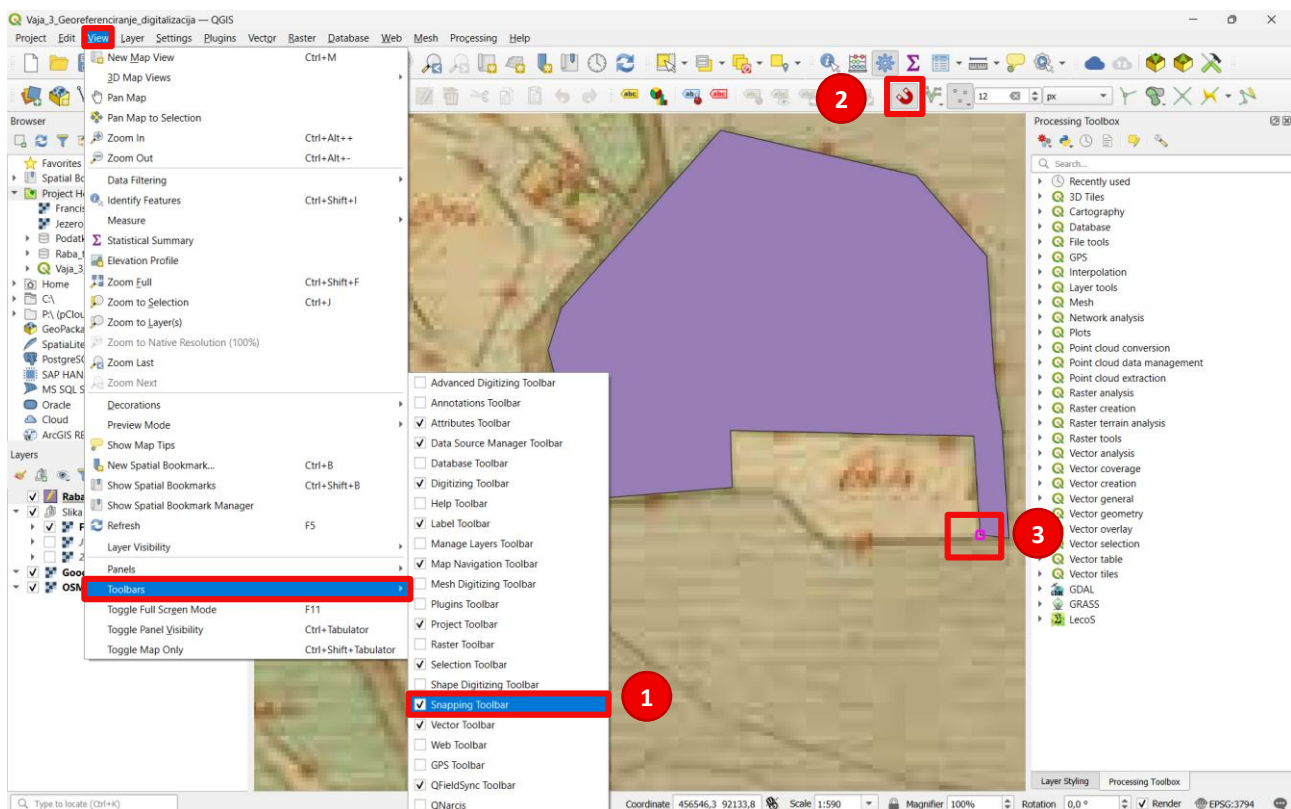 Vaja_3_Georeferenciranje_digitalizacija — QGIS
Project Edit View Layer Settings Plugins Vector Raster Database Web Mesh Processing Help
New Map View Ctrl+M
3D Map Views
Pan Map
Pan Map to Selection
Zoom In Ctrl+Alt++
Zoom Out Ctrl+Alt+-
Data Filtering
Identify Features Ctrl+Shift+I
Measure
Statistical Summary
Elevation Profile
Zoom Full Ctrl+Shift+F
Zoom to Selection Ctrl+J
Zoom to Layer(s)
Zoom to Native Resolution (100%)
Zoom Last
Zoom Next
Decorations
Preview Mode
Show Map Tips
New Spatial Bookmark... Ctrl+B
Show Spatial Bookmarks Ctrl+Shift+B
Show Spatial Bookmark Manager
Refresh F5
Layer Visibility
Panels
Toolbars
Toggle Full Screen Mode F11
Toggle Panel Visibility Ctrl+Tabulator
Toggle Map Only Ctrl+Shift+Tabulator
Advanced Digitizing Toolbar
Annotations Toolbar
Attributes Toolbar
Data Source Manager Toolbar
Database Toolbar
Digitizing Toolbar
Help Toolbar
Label Toolbar
Manage Layers Toolbar
Map Navigation Toolbar
Mesh Digitizing Toolbar
Plugins Toolbar
Project Toolbar
Raster Toolbar
Selection Toolbar
Shape Digitizing Toolbar
Snapping Toolbar
Vector Toolbar
Web Toolbar
GPS Toolbar
QFieldSync Toolbar
QNarcis
1
2
3
abc
12
px
Browser
Favorites
Spatial Bo
Project H
Francis
Jezero
Podatk
Raba_t
Vaja_3
Home
C:\
P:\ (pClou
GeoPacka
SpatiaLite
PostgreSQ
SAP HAN
MS SQL S
Oracle
Cloud
ArcGIS RE
Layers
Raba
Slika
F
J
2
Goo
OSM
Processing Toolbox
Search...
Recently used
3D Tiles
Cartography
Database
File tools
GPS
Interpolation
Layer tools
Mesh
Network analysis
Plots
Point cloud conversion
Point cloud data management
Point cloud extraction
Raster analysis
Raster creation
Raster terrain analysis
Raster tools
Vector analysis
Vector coverage
Vector creation
Vector general
Vector geometry
Vector overlay
Vector selection
Vector table
Vector tiles
GDAL
GRASS
LecoS
Layer Styling Processing Toolbox
Type to locate (Ctrl+K)
Coordinate 456546,3 92133,8 Scale 1:590 Magnifier 100% Rotation 0,0 ° Render EPSG:3794